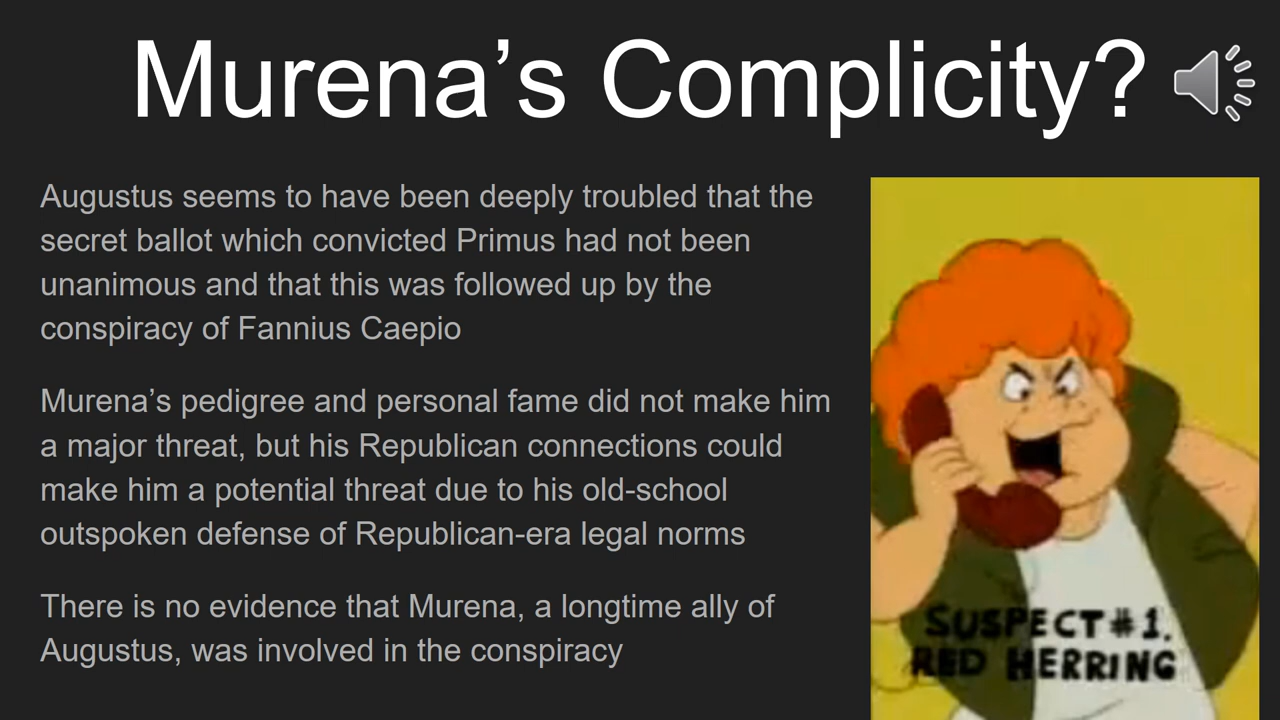 Murena’s Complicity?
Augustus seems to have been deeply troubled that the
secret ballot which convicted Primus had not been
unanimous and that this was followed up by the
conspiracy of Fannius Caepio
Murena’s pedigree and personal fame did not make him
a major threat, but his Republican connections could
make him a potential threat due to his old-school
outspoken defense of Republican-era legal norms
There is no evidence that Murena, a longtime ally of
Augustus, was involved in the conspiracy
SUSPECT #1.
RED HERRING